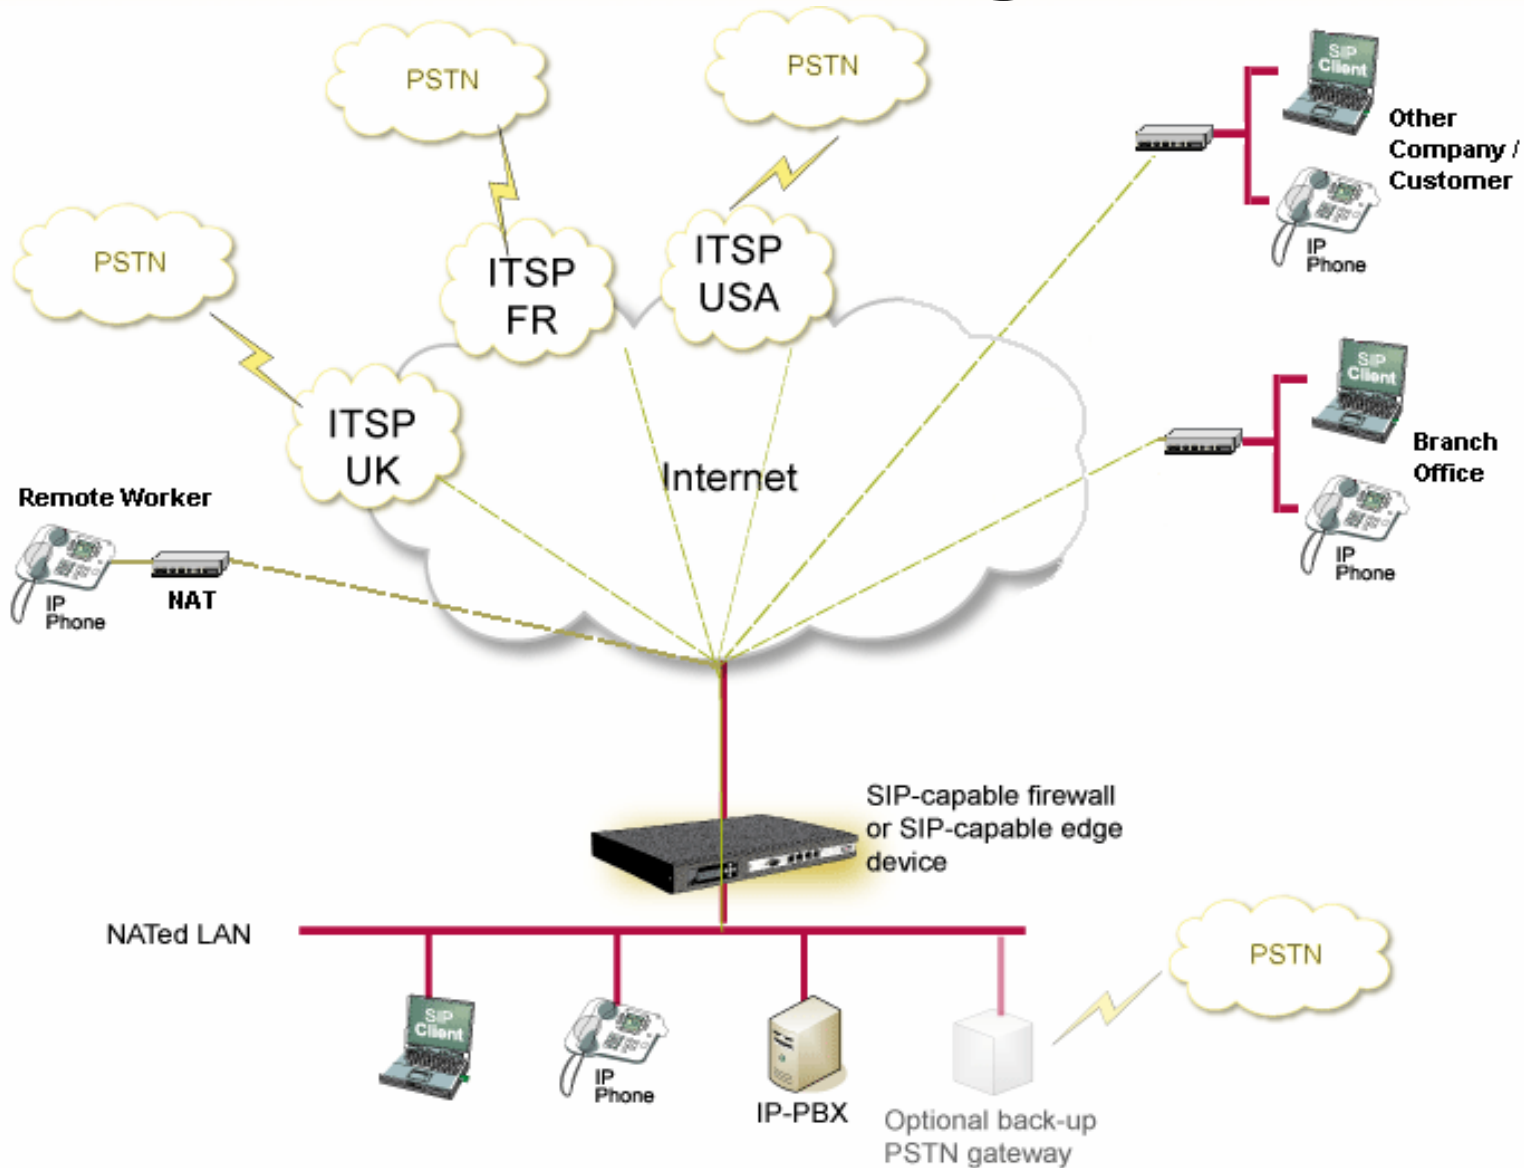 PSTN
PSTN
PSTN
ITSP
FR
ITSP
USA
ITSP
UK
SIP
Client
Other
Company /
Customer
IP
Phone
SIP
Client
Branch
Office
IP
Phone
Internet
Remote Worker
IP
Phone
NAT
SIP-capable firewall
or SIP-capable edge
device
NATed LAN
PSTN
SIP
Client
IP
Phone
IP-PBX
Optional back-up
PSTN gateway